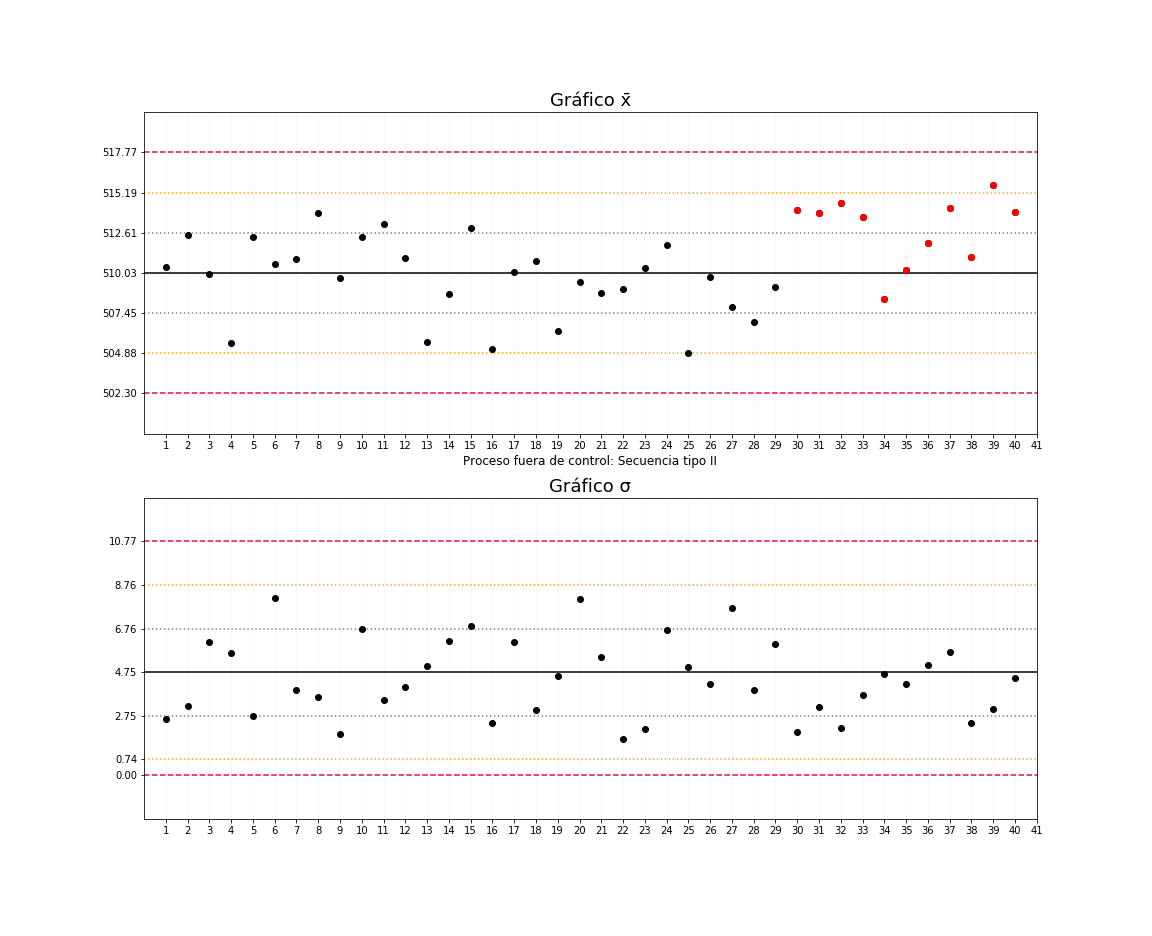 Gráfico x̄
517.77
515.19
512.61
510.03
507.45
504.88
502.30
1 2 3 4 5 6 7 8 9 10 11 12 13 14 15 16 17 18 19 20 21 22 23 24 25 26 27 28 29 30 31 32 33 34 35 36 37 38 39 40 41
Proceso fuera de control: Secuencia tipo II
Gráfico σ
10.77
8.76
6.76
4.75
2.75
0.74
0.00
1 2 3 4 5 6 7 8 9 10 11 12 13 14 15 16 17 18 19 20 21 22 23 24 25 26 27 28 29 30 31 32 33 34 35 36 37 38 39 40 41